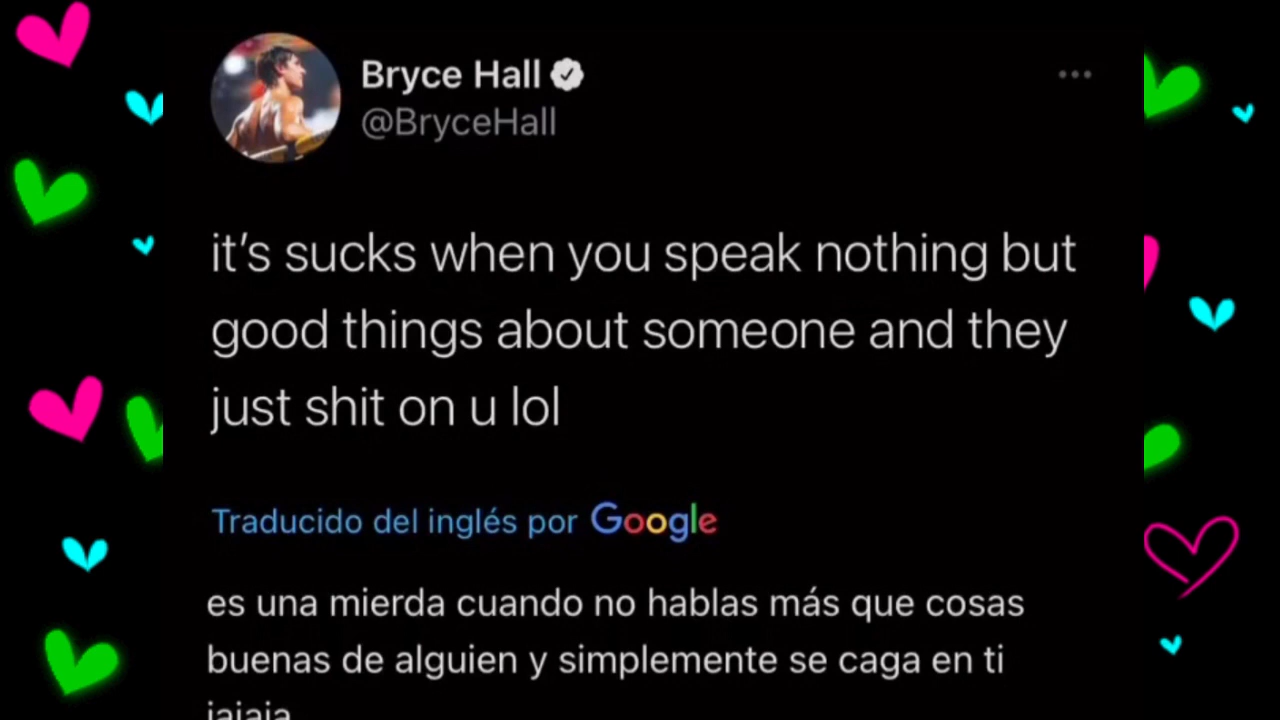 Bryce Hall
@BryceHall
it's sucks when you speak nothing but
good things about someone and they
just shit on u lol
Traducido del inglés por Google
es una mierda cuando no hablas más que cosas
buenas de alguien y simplemente se caga en ti
jajaja